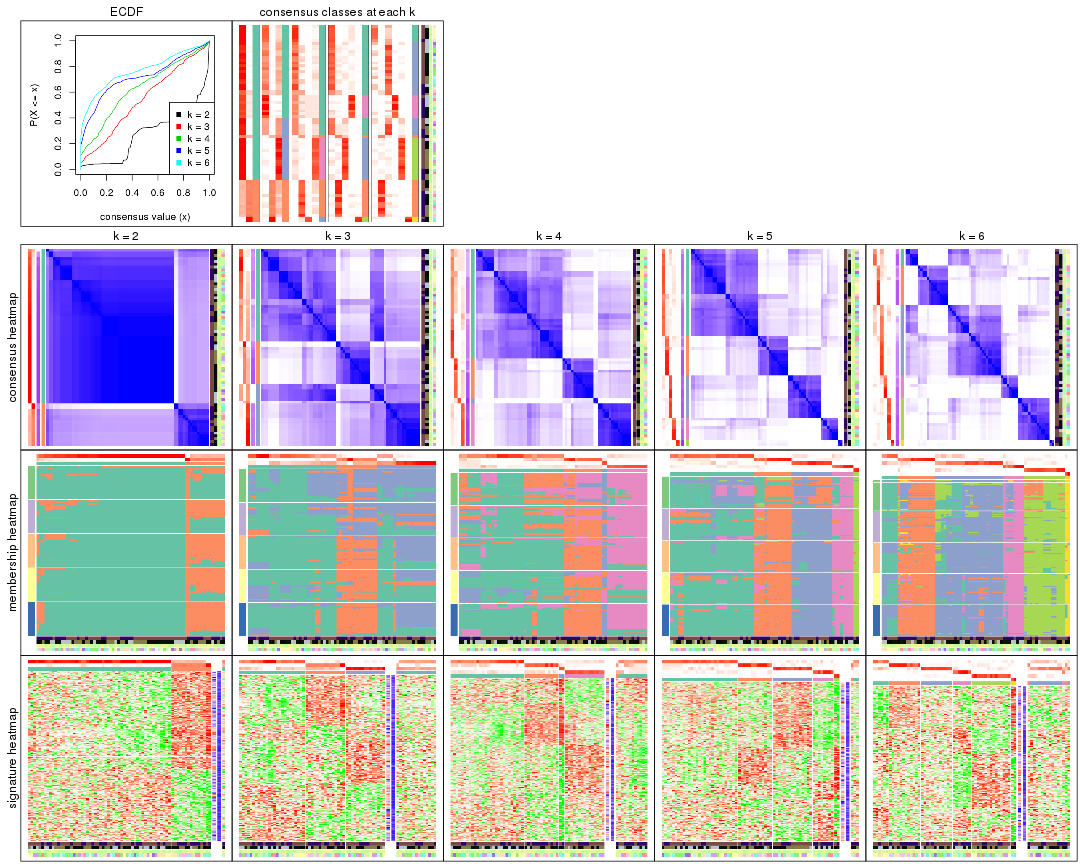 ECDF
consensus classes at each k
P(X <= x)
0.0 0.2 0.4 0.6 0.8 1.0
k = 2
k = 3
k = 4
k = 5
k = 6
0.0 0.2 0.4 0.6 0.8 1.0
consensus value (x)
k = 2 k = 3 k = 4 k = 5 k = 6
consensus heatmap
membership heatmap
signature heatmap